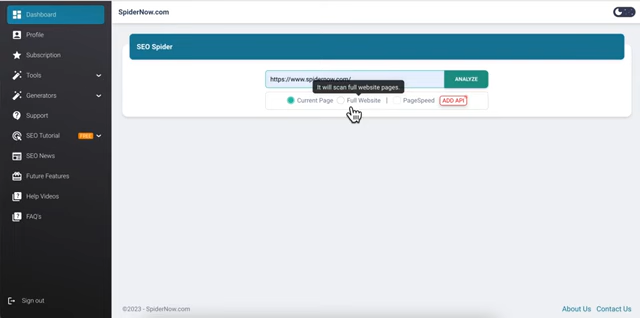 Dashboard
SpiderNow.com
Profile
Subscription
Tools
Generators
Support
SEO Tutorial FREE
SEO News
Future Features
Help Videos
FAQ's
Sign out
SEO Spider
https://www.spidernow.com/
ANALYZE
It will scan full website pages.
Current Page Full Website | PageSpeed ADD API
©2023 - SpiderNow.com
About Us Contact Us